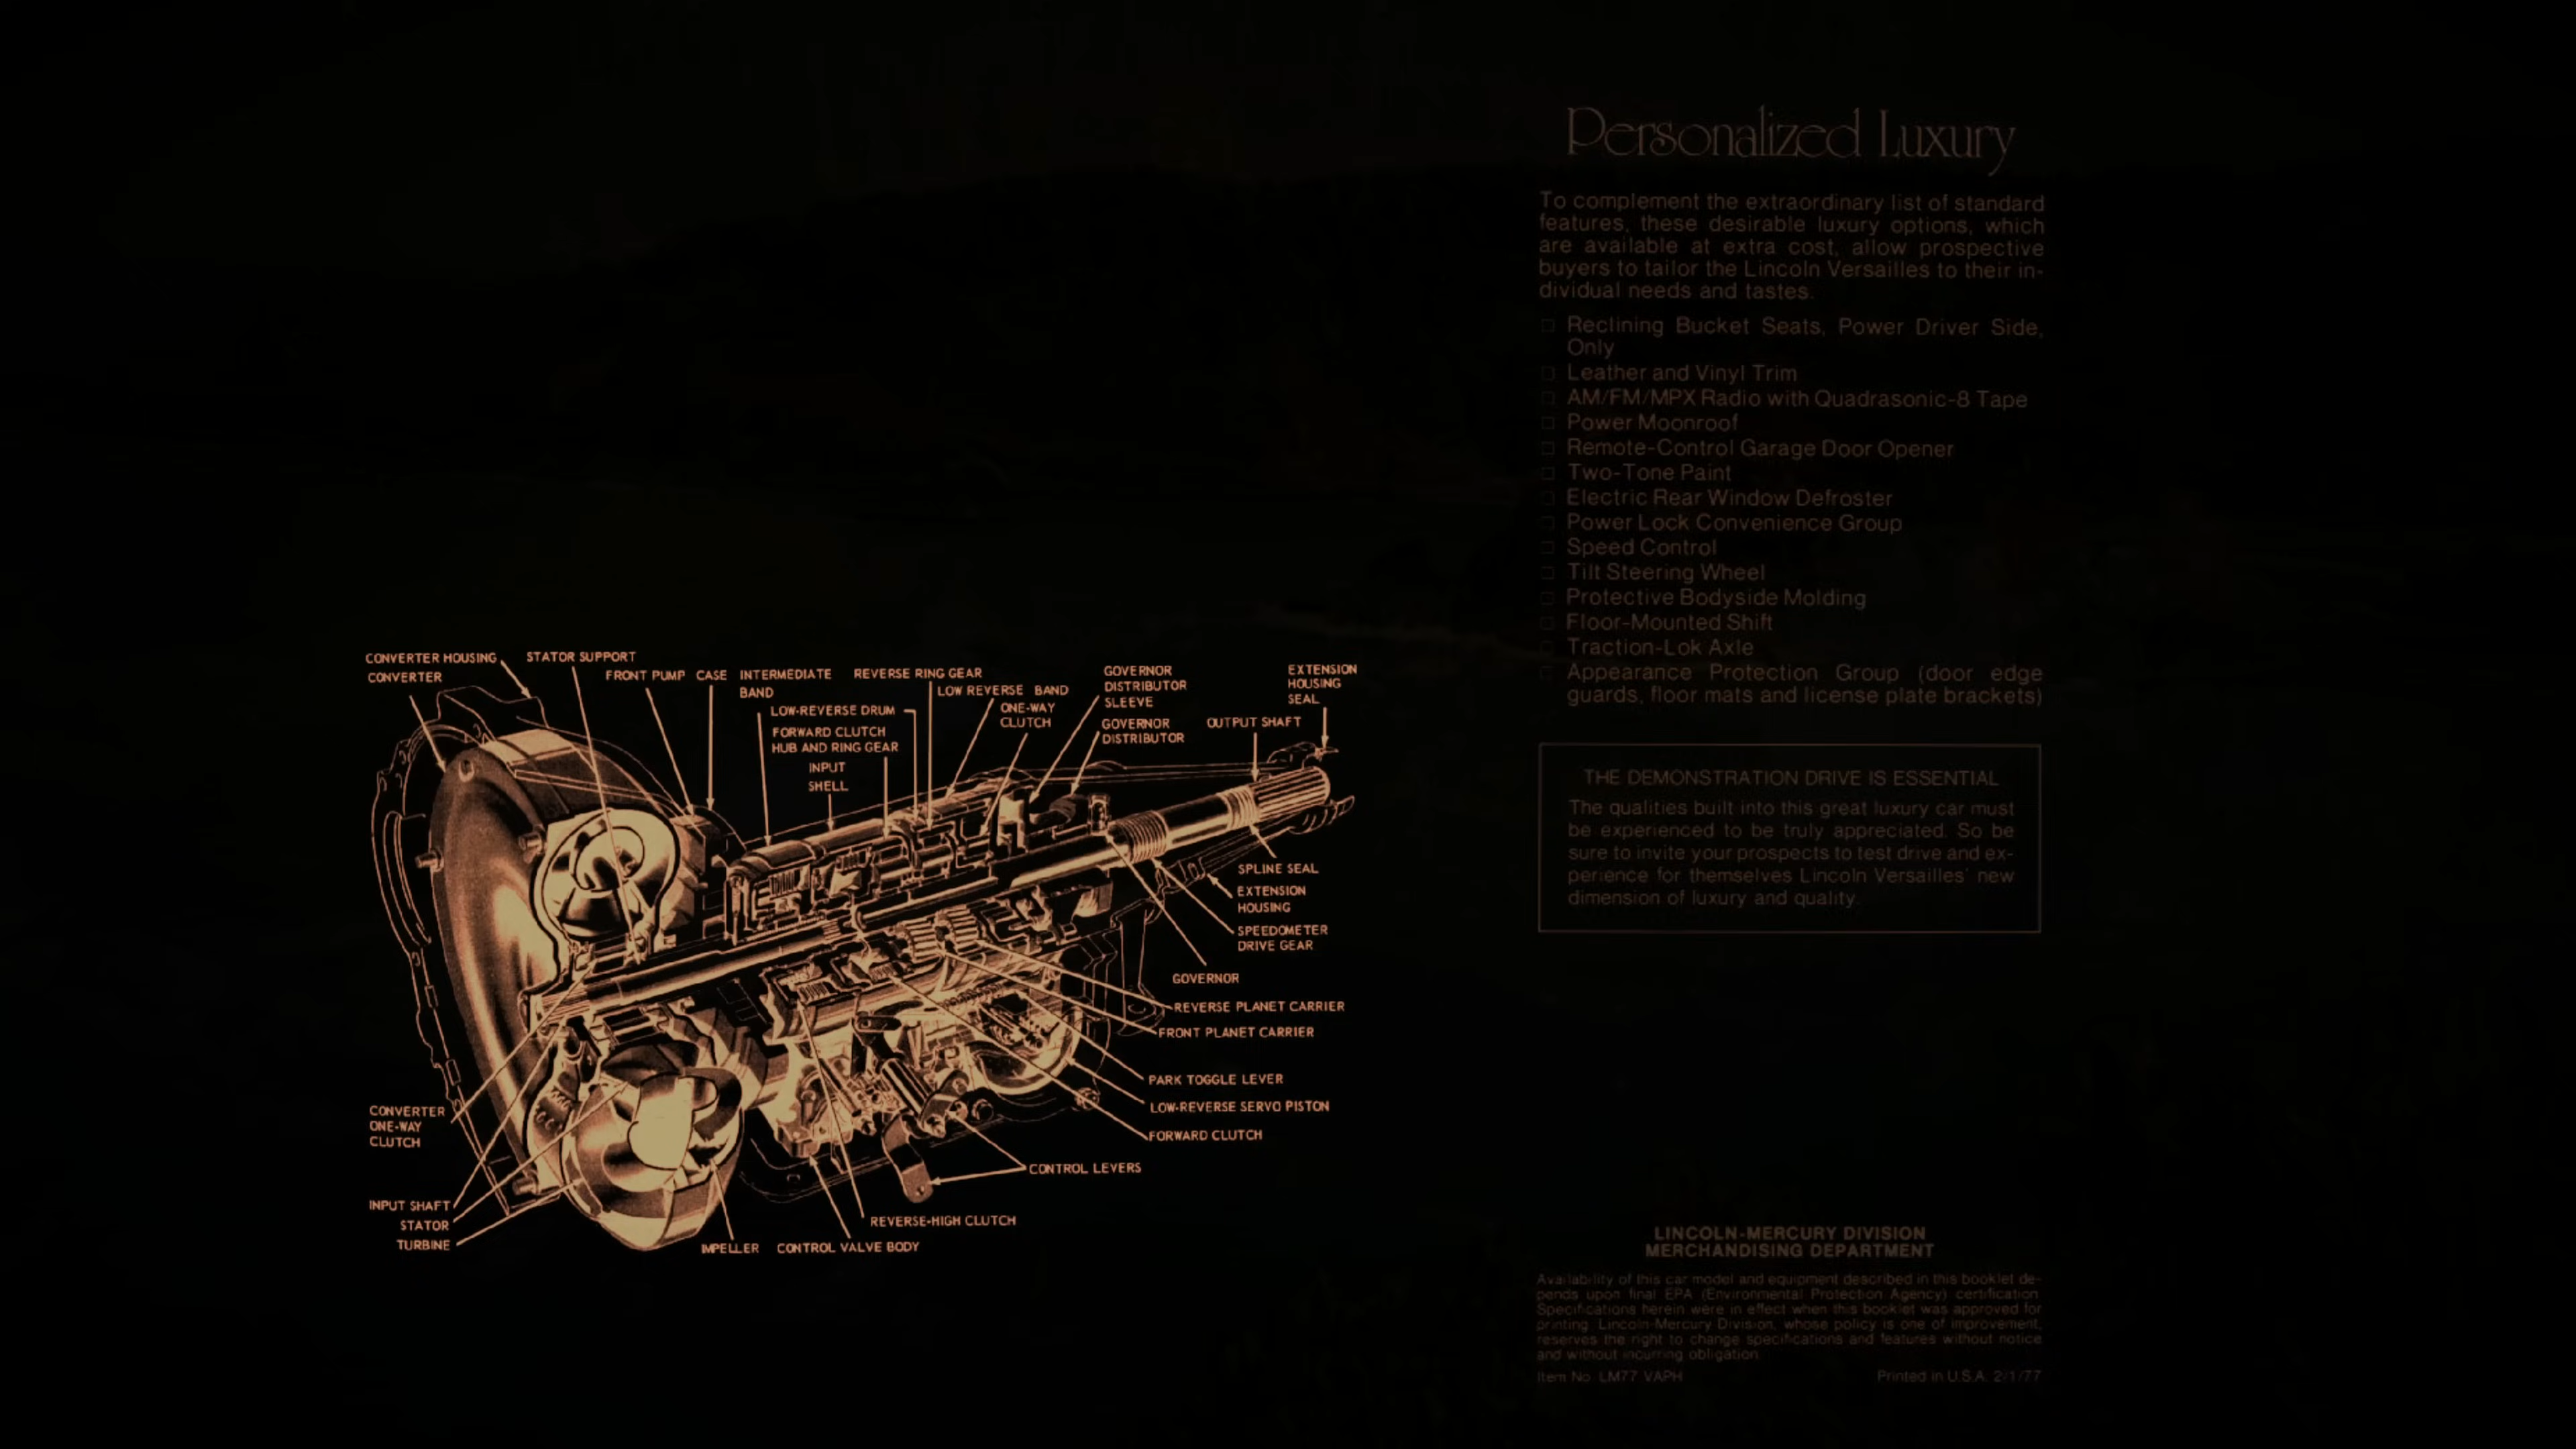 CONVERTER HOUSING
CONVERTER
STATOR SUPPORT
FRONT PUMP
CASE
INTERMEDIATE
BAND
LOW-REVERSE DRUM
FORWARD CLUTCH
HUB AND RING GEAR
INPUT
SHELL
REVERSE RING GEAR
LOW REVERSE BAND
ONE-WAY
CLUTCH
GOVERNOR
DISTRIBUTOR
SLEEVE
GOVERNOR
DISTRIBUTOR
OUTPUT SHAFT
EXTENSION
HOUSING
SEAL
SPLINE SEAL
EXTENSION
HOUSING
SPEEDOMETER
DRIVE GEAR
GOVERNOR
REVERSE PLANET CARRIER
FRONT PLANET CARRIER
PARK TOGGLE LEVER
LOW-REVERSE SERVO PISTON
FORWARD CLUTCH
CONTROL LEVERS
REVERSE-HIGH CLUTCH
CONTROL VALVE BODY
IMPELLER
CONVERTER
ONE-WAY
CLUTCH
INPUT SHAFT
STATOR
TURBINE
Personalized Luxury
To complement the extraordinary list of standard
features, these desirable luxury options, which
are available at extra cost, allow prospective
buyers to tailor the Lincoln Versailles to their in-
dividual needs and tastes.
□ Reclining Bucket Seats, Power Driver Side,
Only
□ Leather and Vinyl Trim
□ AM/FM/MPX Radio with Quadrasonic-8 Tape
□ Power Moonroof
□ Remote-Control Garage Door Opener
□ Two-Tone Paint
□ Electric Rear Window Defroster
□ Power Lock Convenience Group
□ Speed Control
□ Tilt Steering Wheel
□ Protective Bodyside Molding
□ Floor-Mounted Shift
□ Traction-Lok Axle
□ Appearance Protection Group (door edge
guards, floor mats and license plate brackets)
THE DEMONSTRATION DRIVE IS ESSENTIAL
The qualities built into this great luxury car must
be experienced to be truly appreciated. So be
sure to invite your prospects to test drive and ex-
perience for themselves Lincoln Versailles' new
dimension of luxury and quality.
LINCOLN-MERCURY DIVISION
MERCHANDISING DEPARTMENT
Availability of this car model and equipment described in this booklet de-
pends upon final EPA (Environmental Protection Agency) certification.
Specifications herein were in effect when this booklet was approved for
printing. Lincoln-Mercury Division, whose policy is one of improvement,
reserves the right to change specifications and features without notice
and without incurring obligation.
Item No. LM77 VAPH
Printed in U.S.A. 2/1/77